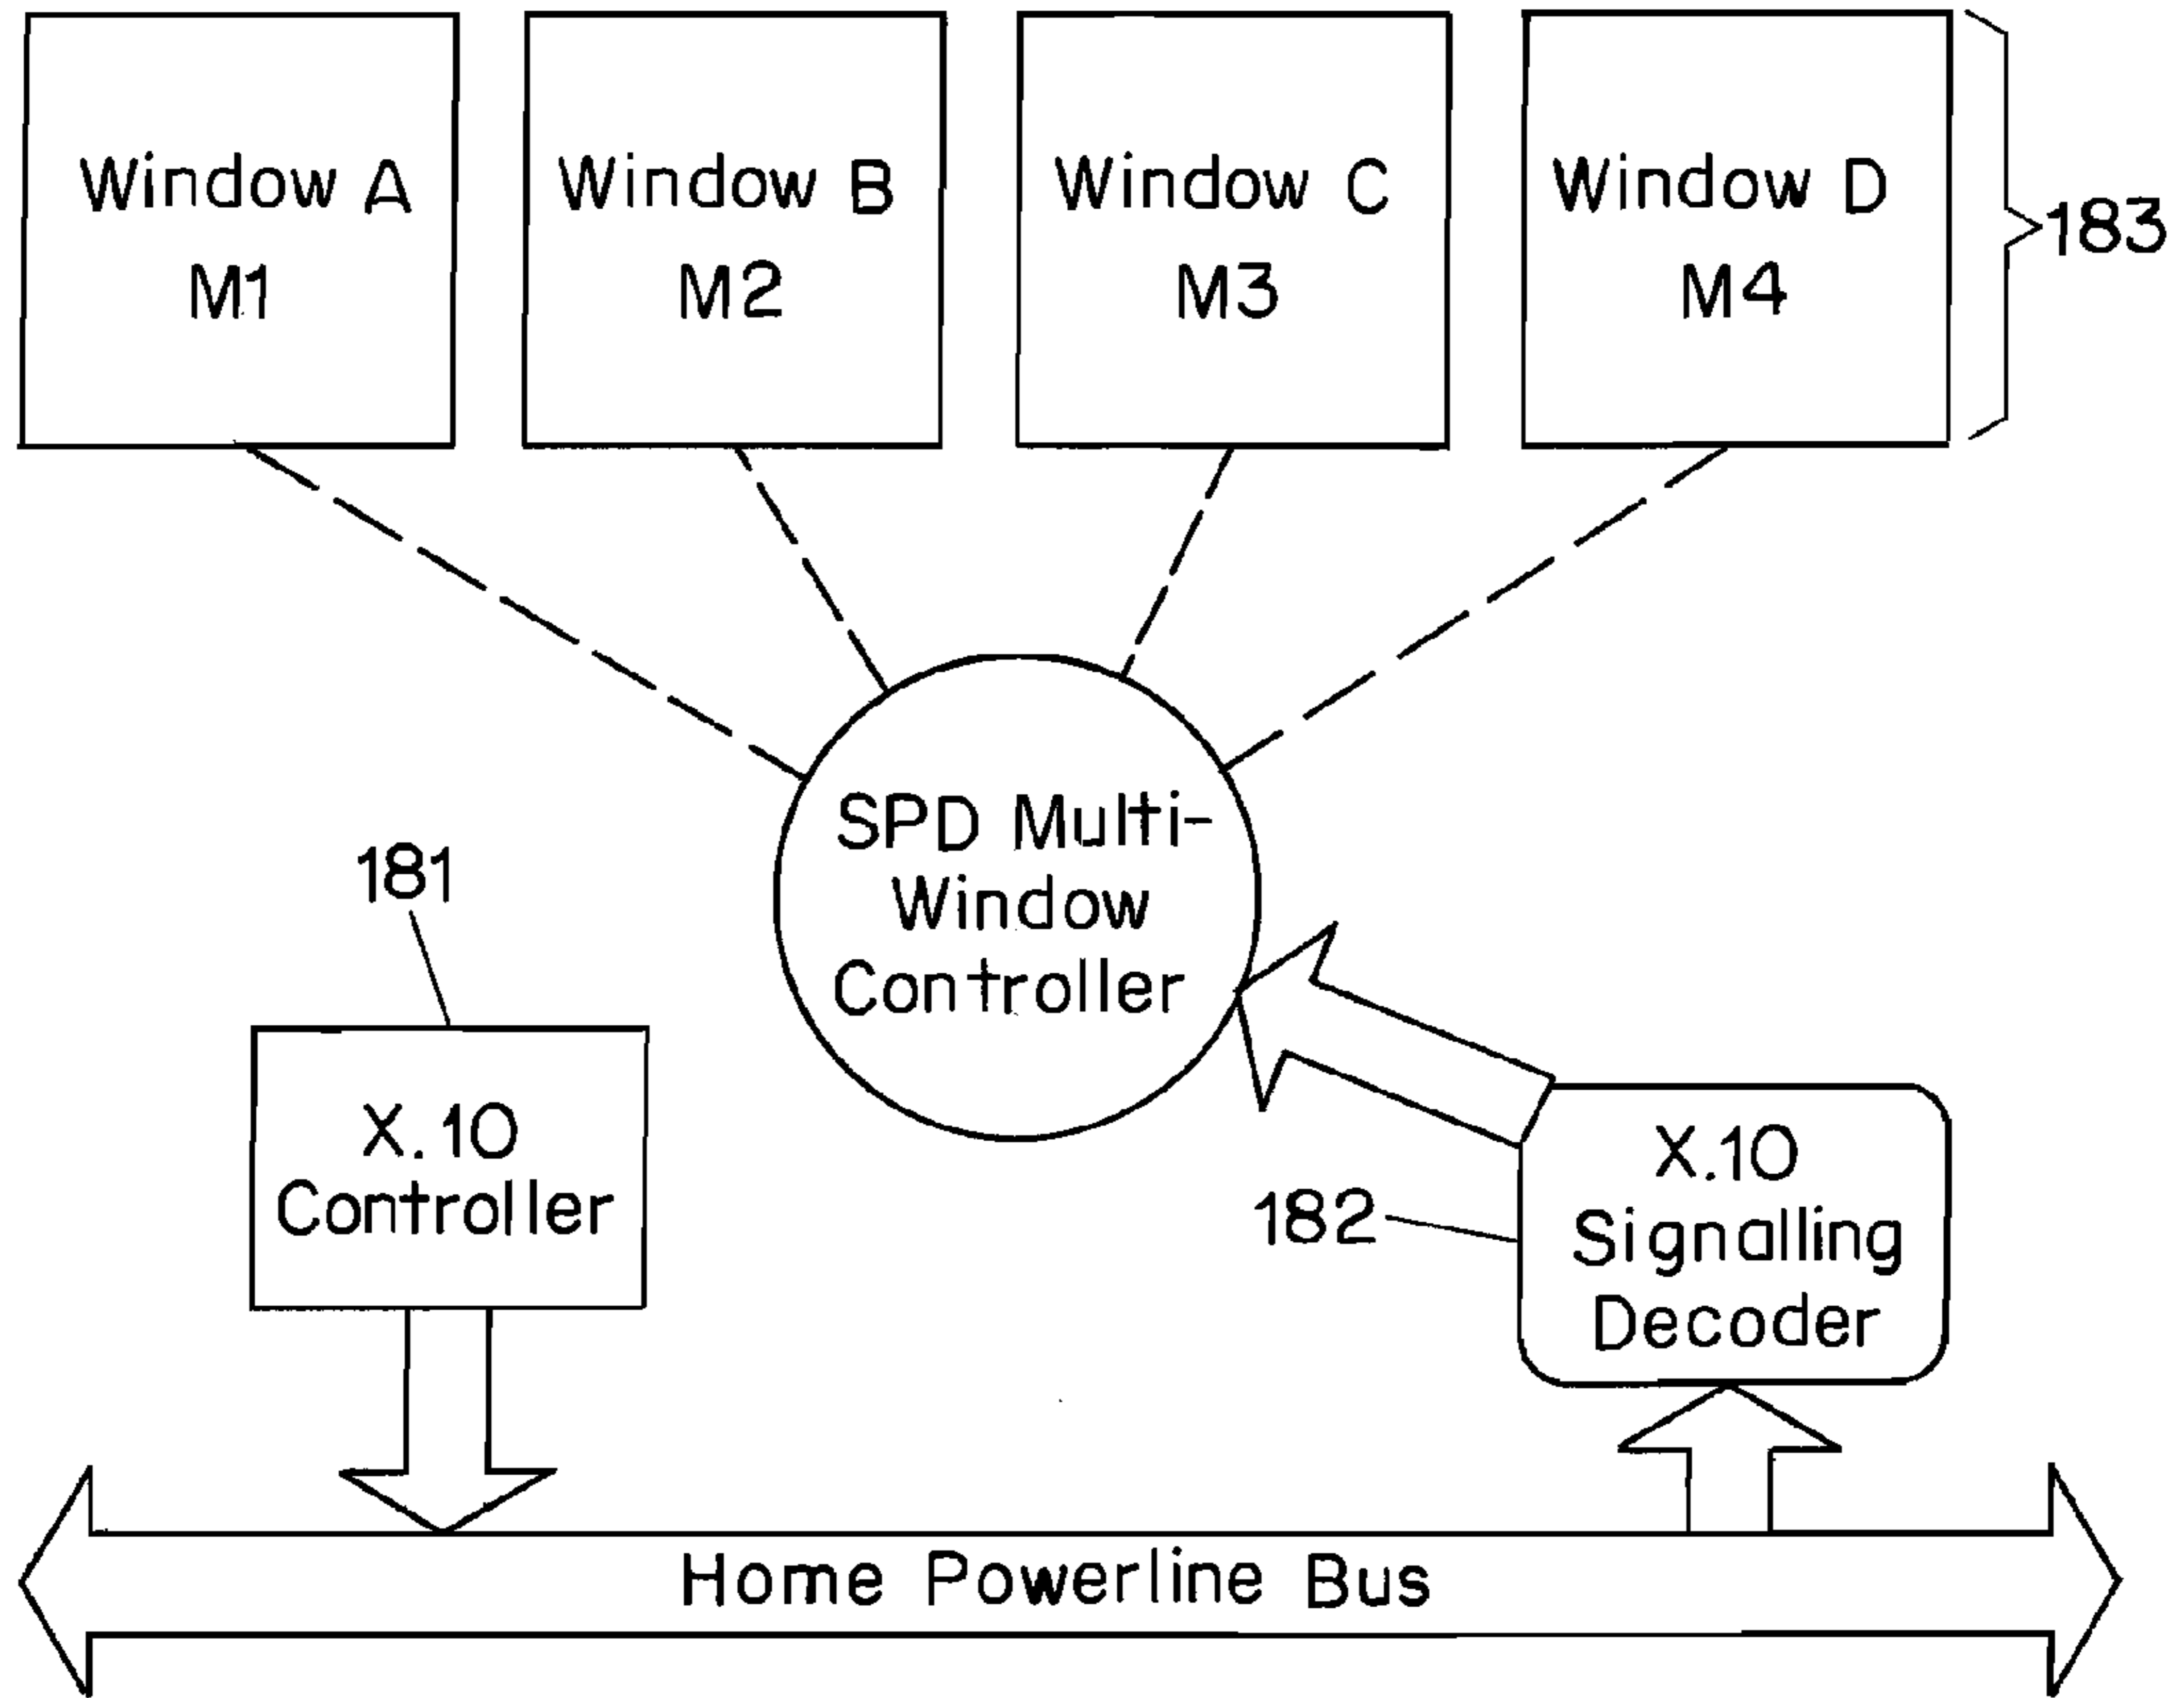 Window A
M1
Window B
M2
Window C
M3
Window D
M4
183
SPD Multi-
Window
Controller
181
X.10
Controller
182
X.10
Signalling
Decoder
Home Powerline Bus